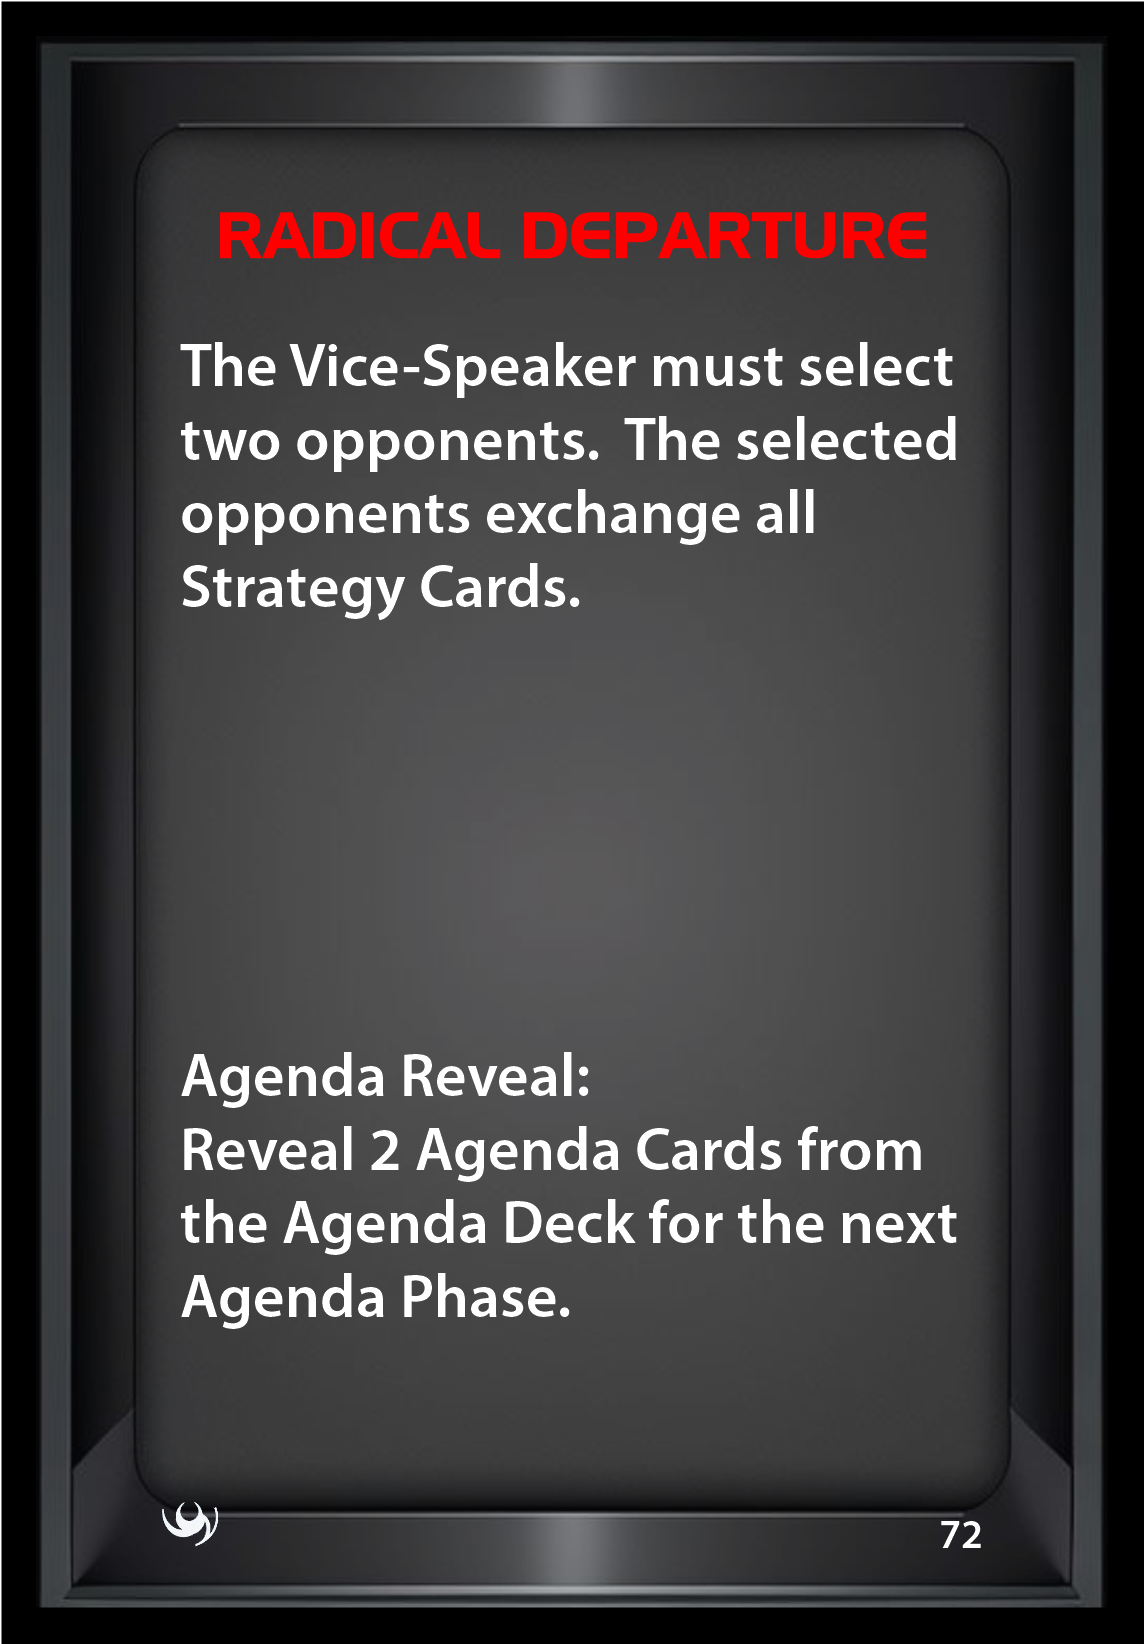 RADICAL DEPARTURE
The Vice-Speaker must select
two opponents.  The selected
opponents exchange all
Strategy Cards.
Agenda Reveal:
Reveal 2 Agenda Cards from
the Agenda Deck for the next
Agenda Phase.
72